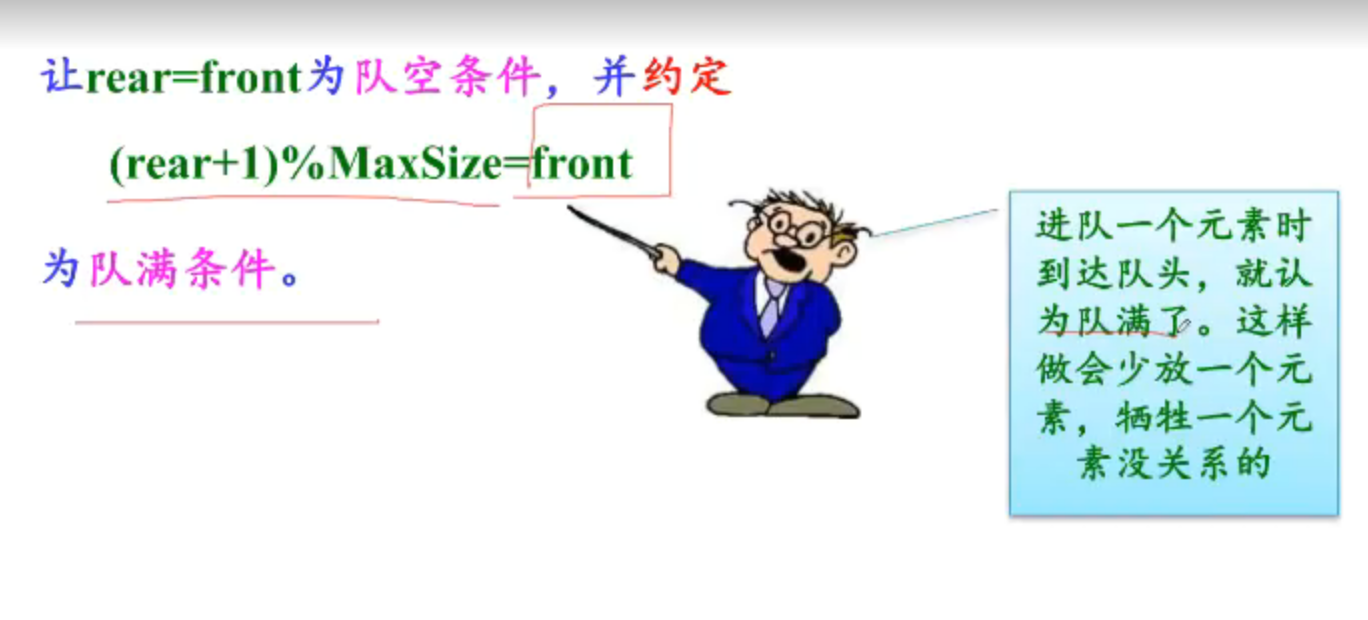 让rear=front为队空条件，并约定
(rear+1)%MaxSize=front
为队满条件。
进队一个元素时
到达队头，就认
为队满了。这样
做会少放一个元
素，牺牲一个元
素没关系的